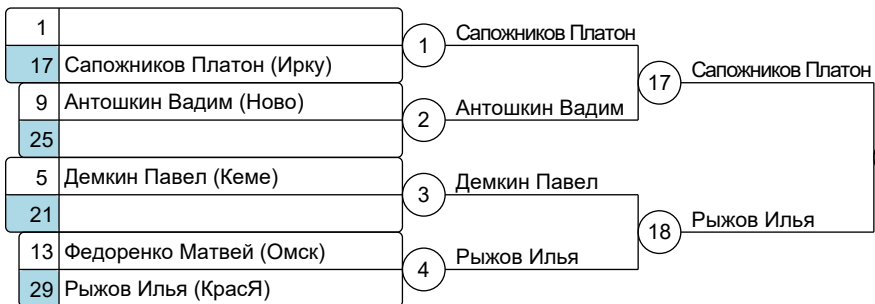 1
17 Сапожников Платон (Ирку)
9 Антошкин Вадим (Ново)
25
5 Демкин Павел (Кеме)
21
13 Федоренко Матвей (Омск)
29 Рыжов Илья (КрасЯ)
1 Сапожников Платон
2 Антошкин Вадим
3 Демкин Павел
4 Рыжов Илья
17 Сапожников Платон
18 Рыжов Илья